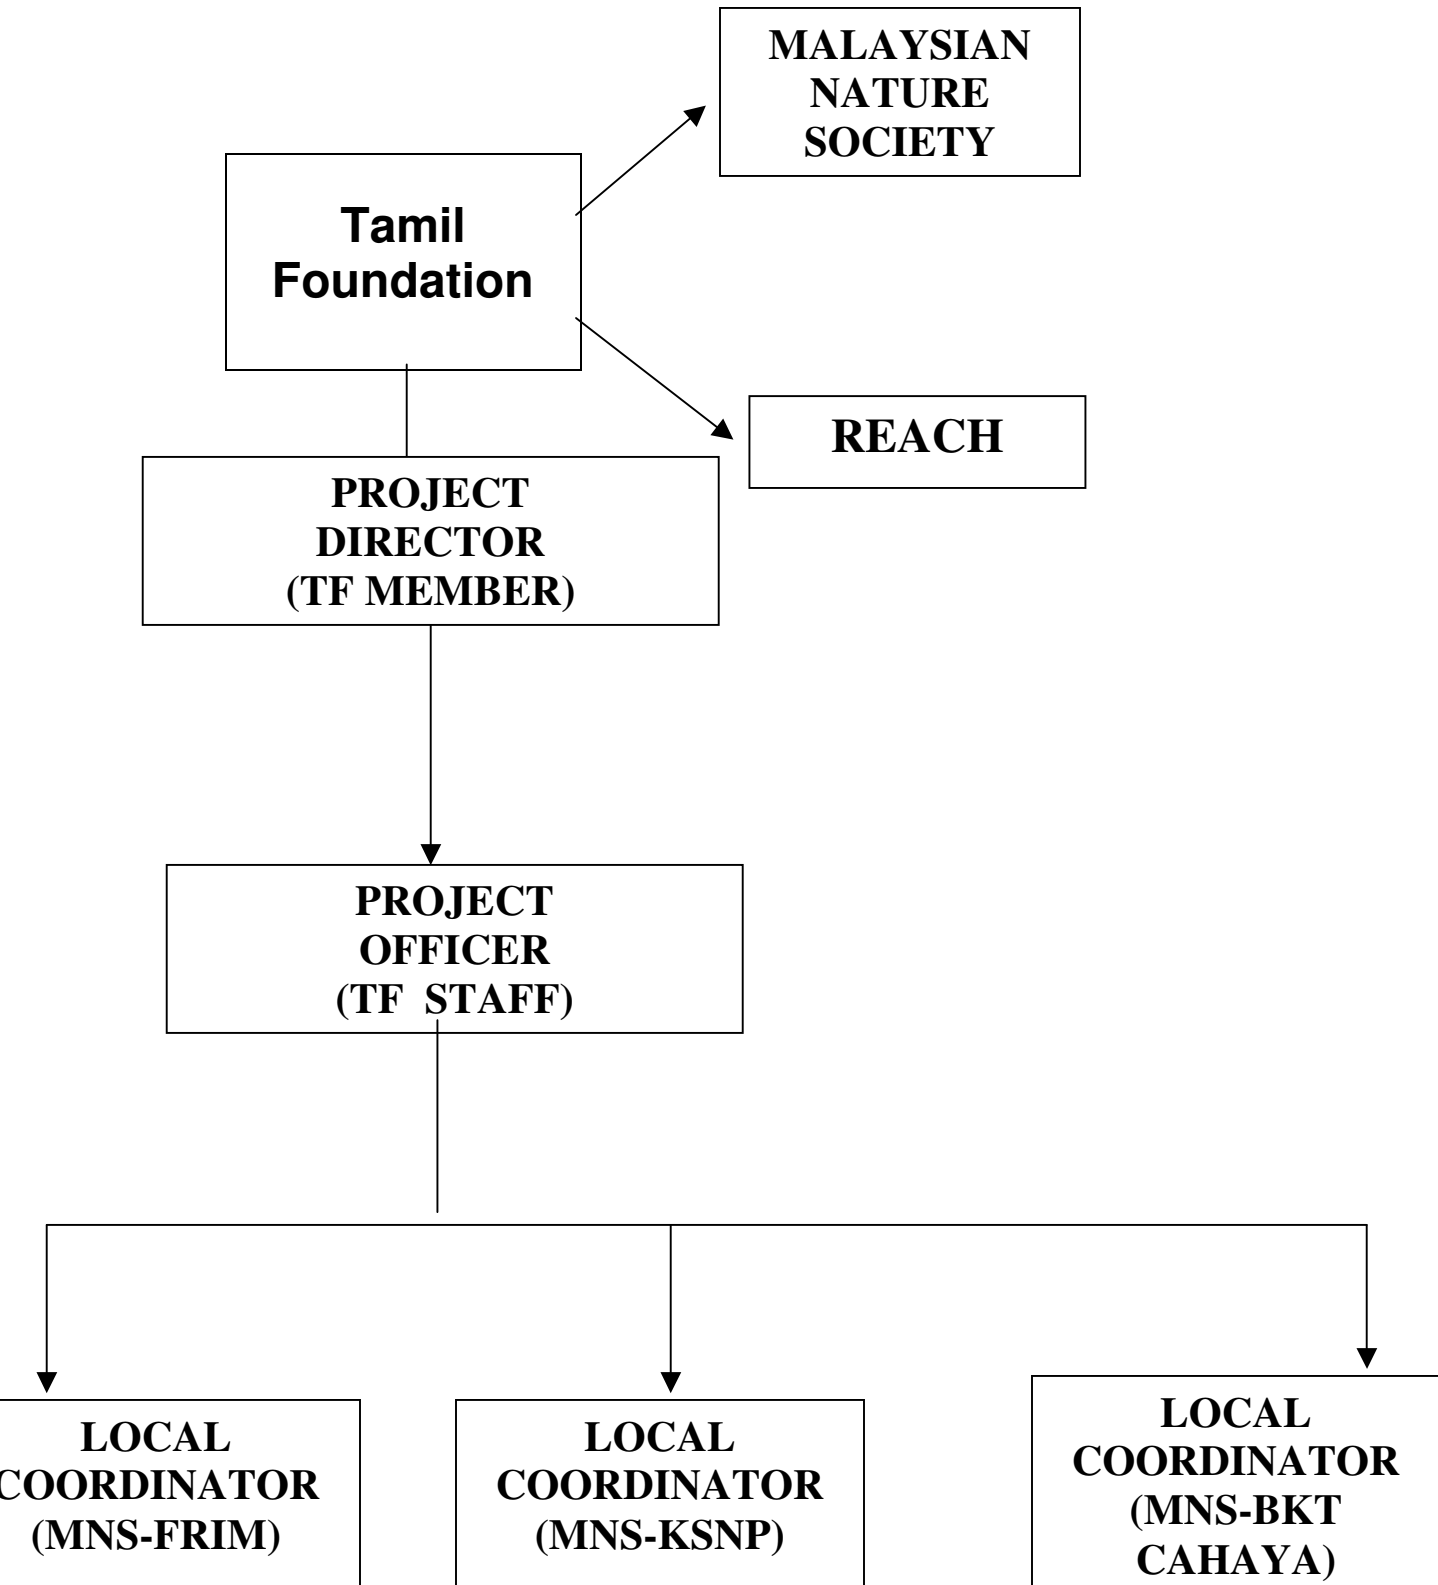 MALAYSIAN
NATURE
SOCIETY
Tamil
Foundation
REACH
PROJECT
DIRECTOR
(TF MEMBER)
PROJECT
OFFICER
(TF STAFF)
LOCAL
COORDINATOR
(MNS-FRIM)
LOCAL
COORDINATOR
(MNS-KSNP)
LOCAL
COORDINATOR
(MNS-BKT
CAHAYA)